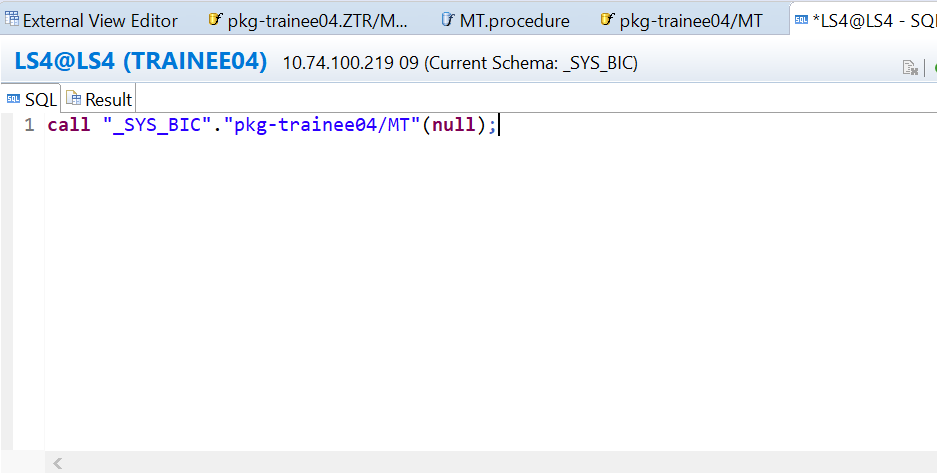 External View Editor pkg-trainee04.ZTR/M... MT.procedure pkg-trainee04/MT *LS4@LS4 - SQ
LS4@LS4 (TRAINEE04) 10.74.100.219 09 (Current Schema: _SYS_BIC)
SQL Result
1 call "_SYS_BIC"."pkg-trainee04/MT"(null);